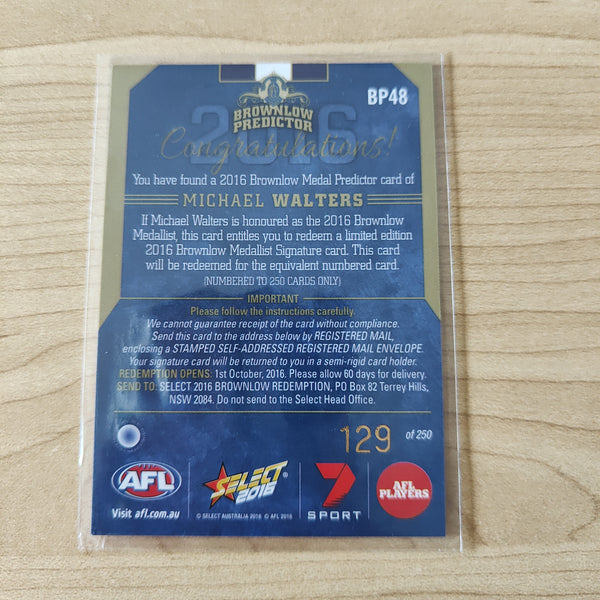 BP48
2016
BROWNLOW
PREDICTOR
Congratulations!
You have found a 2016 Brownlow Medal Predictor card of
MICHAEL WALTERS
If Michael Walters is honoured as the 2016 Brownlow
Medallist, this card entitles you to redeem a limited edition
2016 Brownlow Medallist Signature card. This card
will be redeemed for the equivalent numbered card.
(NUMBERED TO 250 CARDS ONLY)
IMPORTANT
Please follow the instructions carefully.
We cannot guarantee receipt of the card without compliance.
Send this card to the address below by REGISTERED MAIL,
enclosing a STAMPED SELF-ADDRESSED REGISTERED MAIL ENVELOPE.
Your signature card will be returned to you in a semi-rigid card holder.
REDEMPTION OPENS: 1st October, 2016. Please allow 60 days for delivery.
SEND TO: SELECT 2016 BROWNLOW REDEMPTION, PO Box 82 Terrey Hills,
NSW 2084. Do not send to the Select Head Office.
129 of 250
AFL
SELECT ®
2016
7
SPORT
AFL
PLAYERS
Visit afl.com.au
© SELECT AUSTRALIA 2016 © AFL 2016